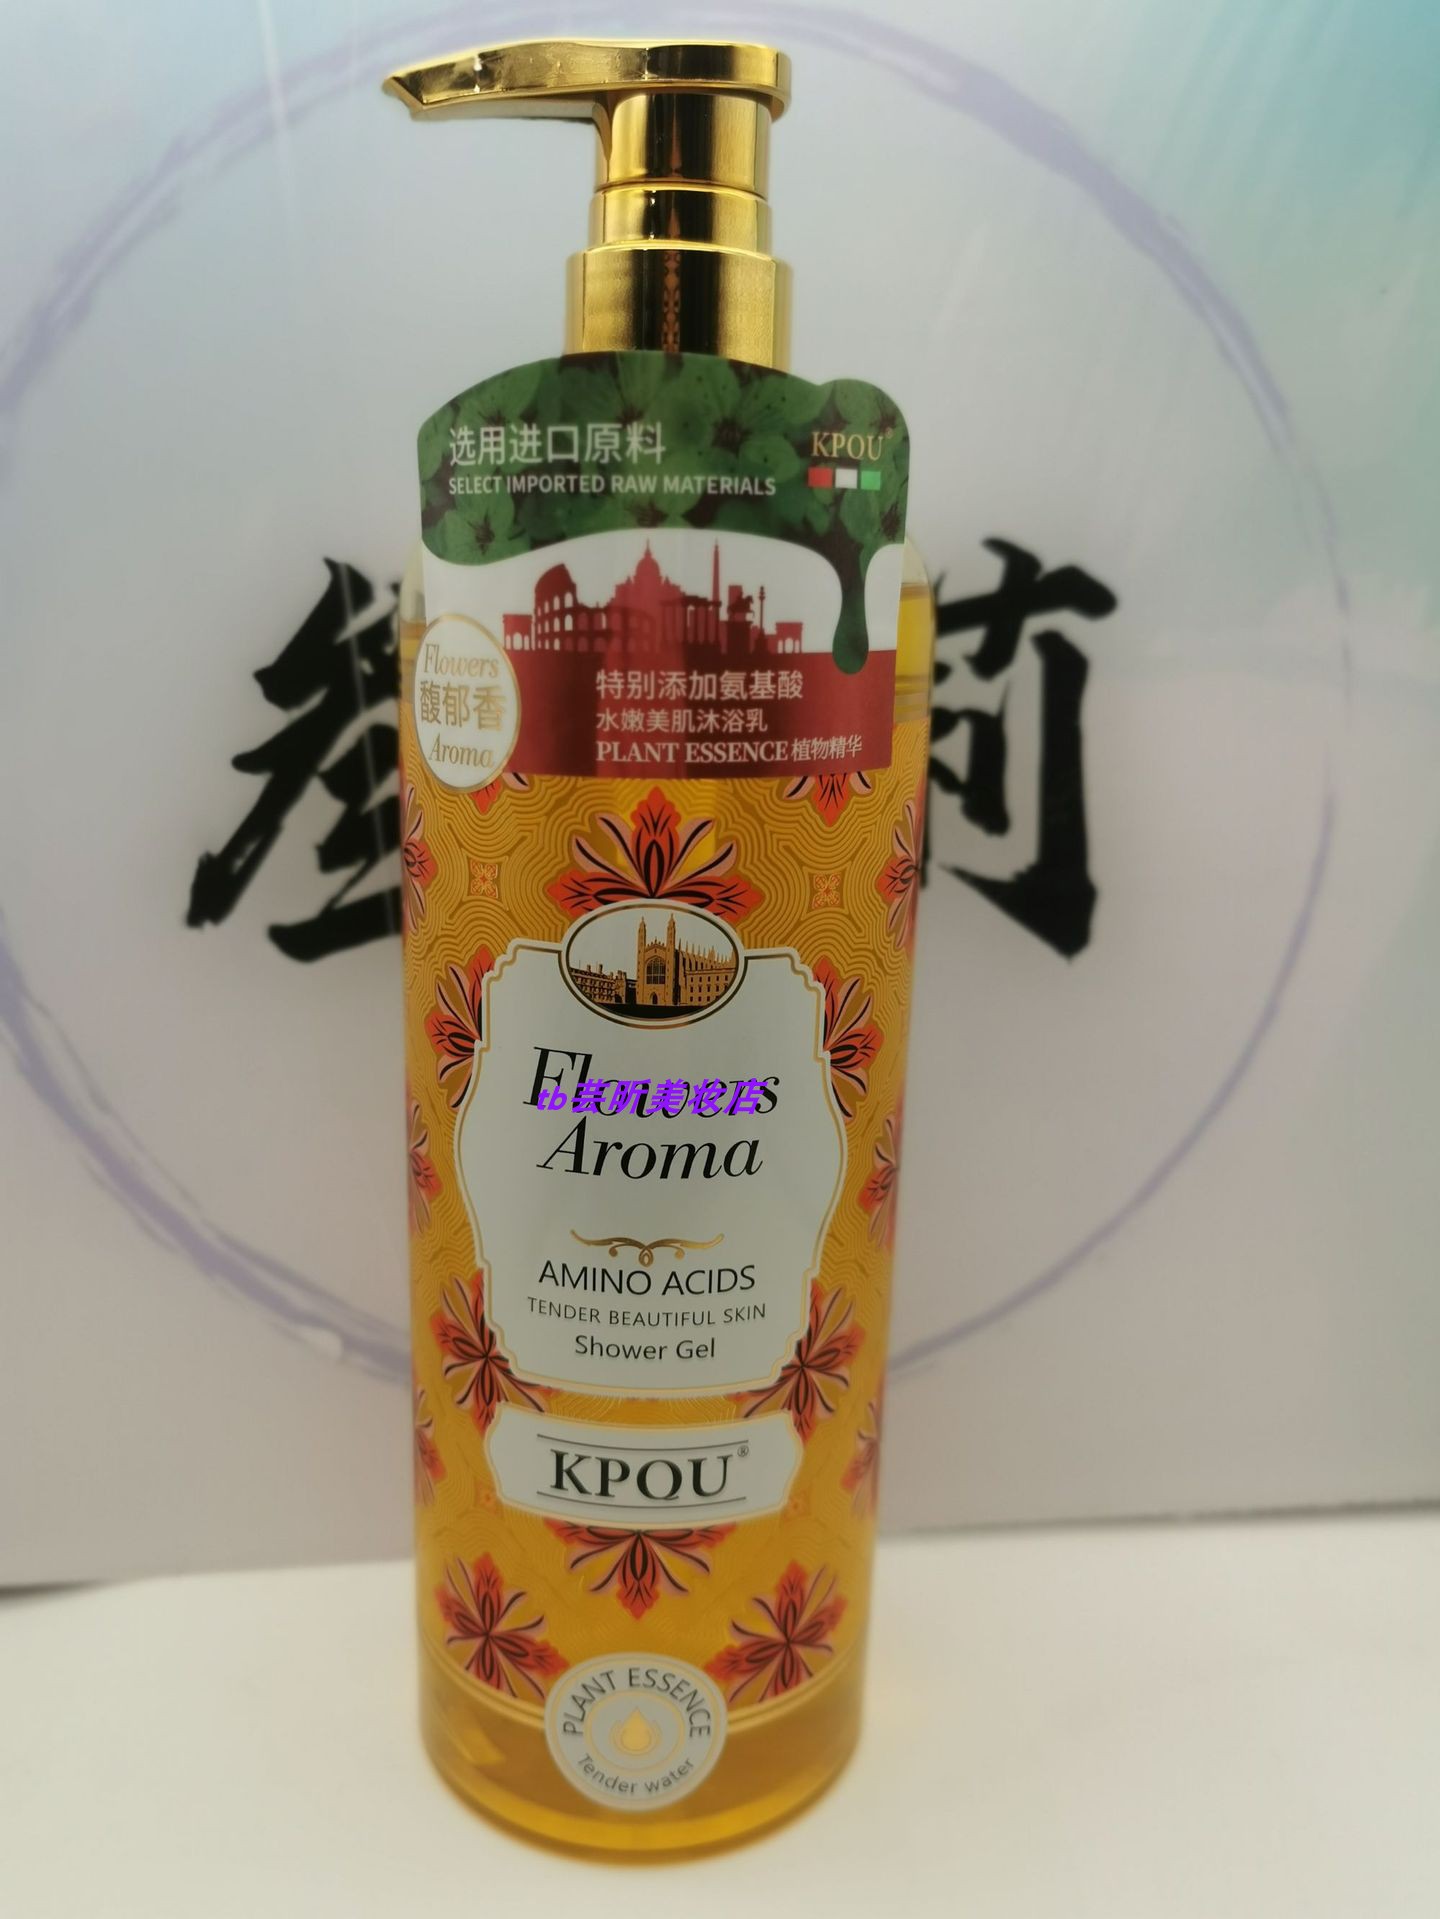 选用进口原料
SELECT IMPORTED RAW MATERIALS
KPOU®
Flowers
馥郁香
Aroma
特别添加氨基酸
水嫩美肌沐浴乳
PLANT ESSENCE 植物精华
Flowers
tb芸昕美妆店
Aroma
AMINO ACIDS
TENDER BEAUTIFUL SKIN
Shower Gel
KPOU®
PLANT ESSENCE
Tender water